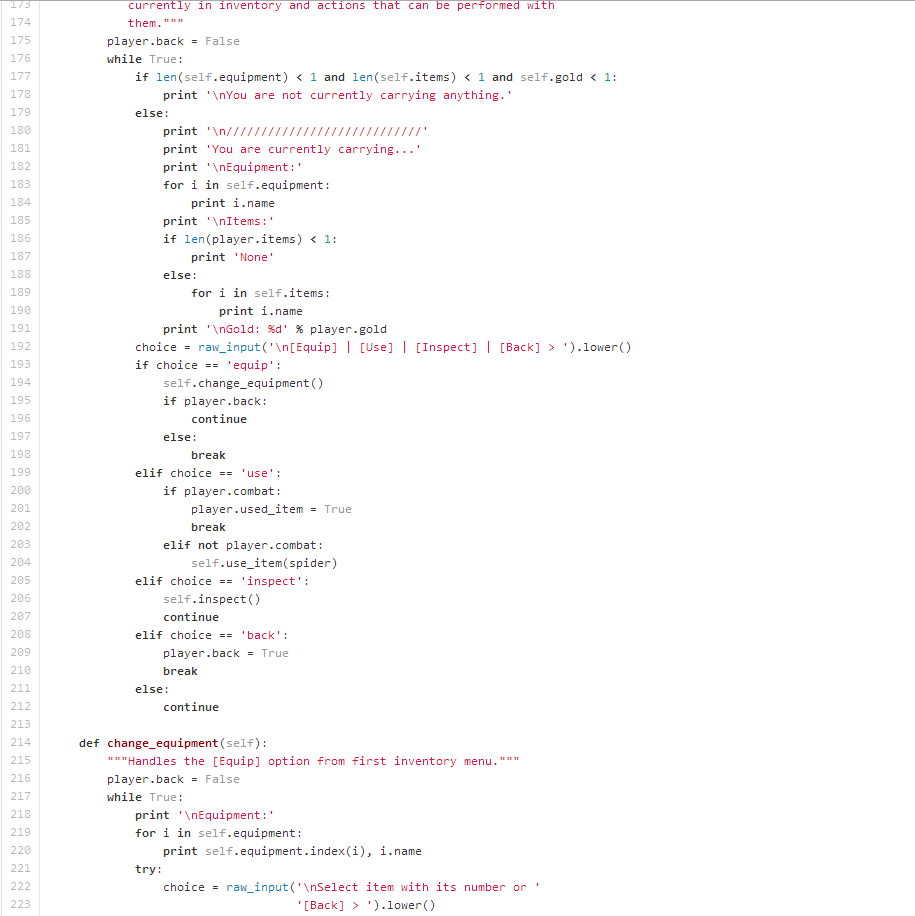 173 currently in inventory and actions that can be performed with
174 them."""
175 player.back = False
176 while True:
177 if len(self.equipment) < 1 and len(self.items) < 1 and self.gold < 1:
178 print '\nYou are not currently carrying anything.'
179 else:
180 print '\n////////////////////////////'
181 print 'You are currently carrying...'
182 print '\nEquipment:'
183 for i in self.equipment:
184 print i.name
185 print '\nItems:'
186 if len(player.items) < 1:
187 print 'None'
188 else:
189 for i in self.items:
190 print i.name
191 print '\nGold: %d' % player.gold
192 choice = raw_input('\n[Equip] | [Use] | [Inspect] | [Back] > ').lower()
193 if choice == 'equip':
194 self.change_equipment()
195 if player.back:
196 continue
197 else:
198 break
199 elif choice == 'use':
200 if player.combat:
201 player.used_item = True
202 break
203 elif not player.combat:
204 self.use_item(spider)
205 elif choice == 'inspect':
206 self.inspect()
207 continue
208 elif choice == 'back':
209 player.back = True
210 break
211 else:
212 continue
213
214 def change_equipment(self):
215 """Handles the [Equip] option from first inventory menu."""
216 player.back = False
217 while True:
218 print '\nEquipment:'
219 for i in self.equipment:
220 print self.equipment.index(i), i.name
221 try:
222 choice = raw_input('\nSelect item with its number or '
223 '[Back] > ').lower()